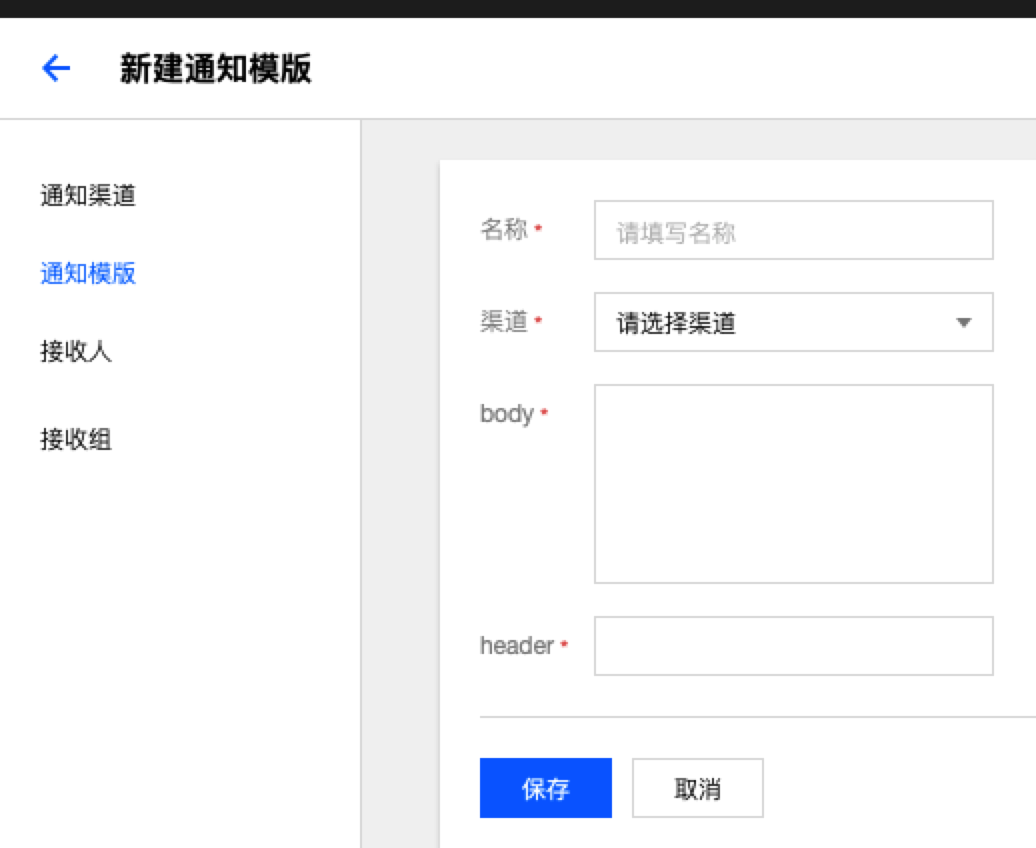 新建通知模版
通知渠道
通知模版
接收人
接收组
名称 *
请填写名称
渠道 *
请选择渠道
body *
header *
保存
取消